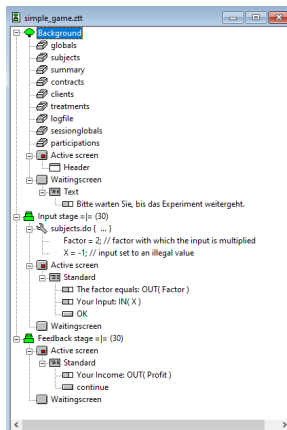 simple_game.ztt
Background
globals
subjects
summary
contracts
clients
treatments
logfile
sessionglobals
participations
Active screen
Header
Waitingscreen
Text
Bitte warten Sie, bis das Experiment weitergeht.
Input stage =|= (30)
subjects.do { ... }
Factor = 2; // factor with which the input is multiplied
X = -1; // input set to an illegal value
Active screen
Standard
The factor equals: OUT( Factor )
Your Input: IN( X )
OK
Waitingscreen
Feedback stage =|= (30)
Active screen
Standard
Your Income: OUT( Profit )
continue
Waitingscreen